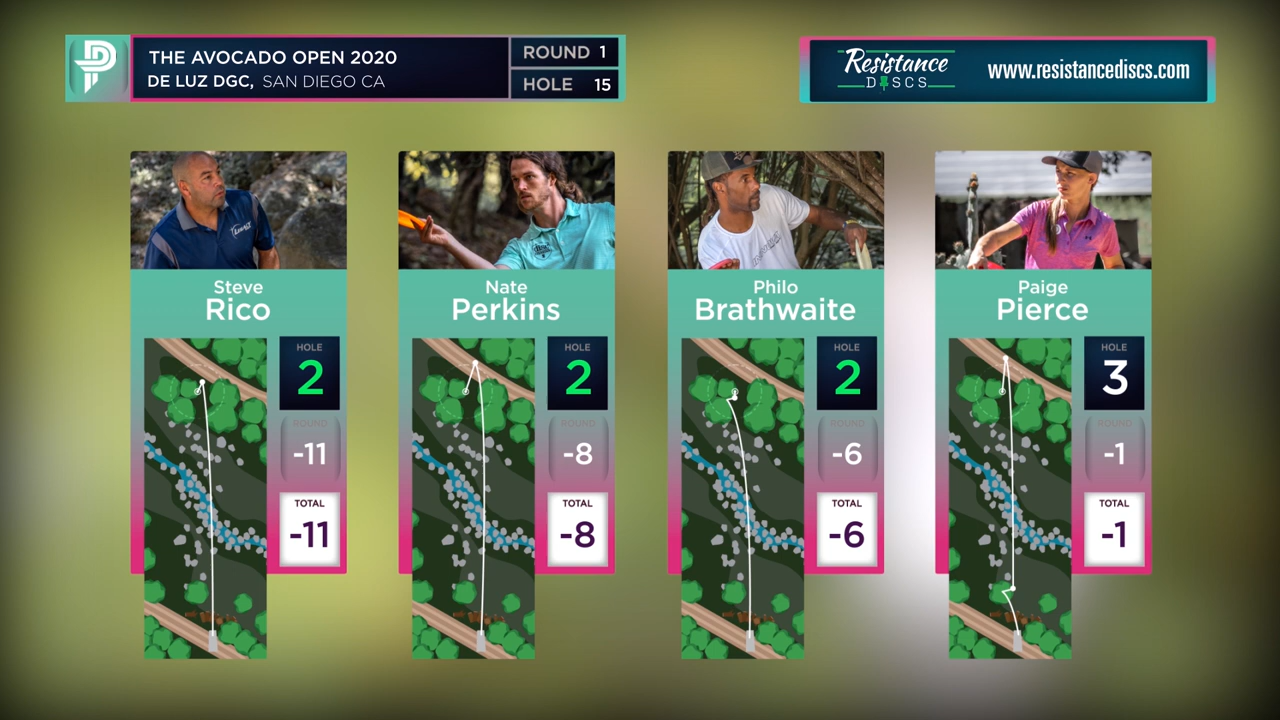 THE AVOCADO OPEN 2020
DE LUZ DGC, SAN DIEGO CA
ROUND 1
HOLE 15
Resistance
DISCS
www.resistancediscs.com
Steve
Rico
HOLE
2
ROUND
-11
TOTAL
-11
Nate
Perkins
HOLE
2
ROUND
-8
TOTAL
-8
Philo
Brathwaite
HOLE
2
ROUND
-6
TOTAL
-6
Paige
Pierce
HOLE
3
ROUND
-1
TOTAL
-1